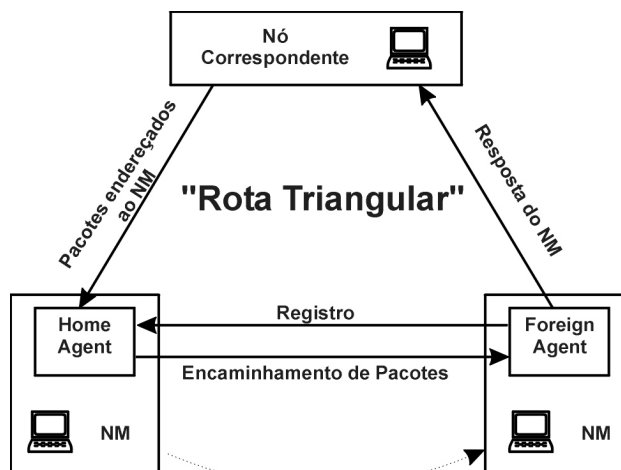 Nó
Correspondente
Pacotes endereçados
ao NM
"Rota Triangular"
Resposta do NM
Home
Agent
Registro
Encaminhamento de Pacotes
Foreign
Agent
NM
NM